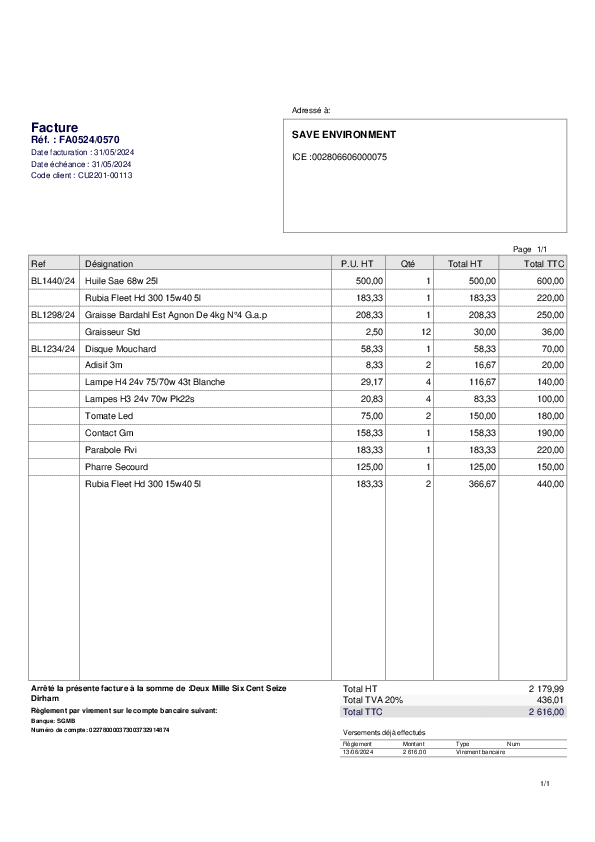 Adressé à:
Facture
Réf. : FA0524/0570
Date facturation : 31/05/2024
Date échéance : 31/05/2024
Code client : CU2201-00113
SAVE ENVIRONMENT
ICE :002806606000075
Page 1/1
Ref Désignation P.U. HT Qté Total HT Total TTC
BL1440/24 Huile Sae 68w 25l 500,00 1 500,00 600,00
Rubia Fleet Hd 300 15w40 5l 183,33 1 183,33 220,00
BL1298/24 Graisse Bardahl Est Agnon De 4kg N°4 G.a.p 208,33 1 208,33 250,00
Graisseur Std 2,50 12 30,00 36,00
BL1234/24 Disque Mouchard 58,33 1 58,33 70,00
Adisif 3m 8,33 2 16,67 20,00
Lampe H4 24v 75/70w 43t Blanche 29,17 4 116,67 140,00
Lampes H3 24v 70w Pk22s 20,83 4 83,33 100,00
Tomate Led 75,00 2 150,00 180,00
Contact Gm 158,33 1 158,33 190,00
Parabole Rvi 183,33 1 183,33 220,00
Pharre Secourd 125,00 1 125,00 150,00
Rubia Fleet Hd 300 15w40 5l 183,33 2 366,67 440,00
Arrêté la présente facture à la somme de :Deux Mille Six Cent Seize
Dirham
Règlement par virement sur le compte bancaire suivant:
Banque: SGMB
Numéro de compte: 022780000373003732914874
Total HT 2 179,99
Total TVA 20% 436,01
Total TTC 2 616,00
Versements déjà effectués
Règlement Montant Type Num
13/06/2024 2 616,00 Virement bancaire
1/1